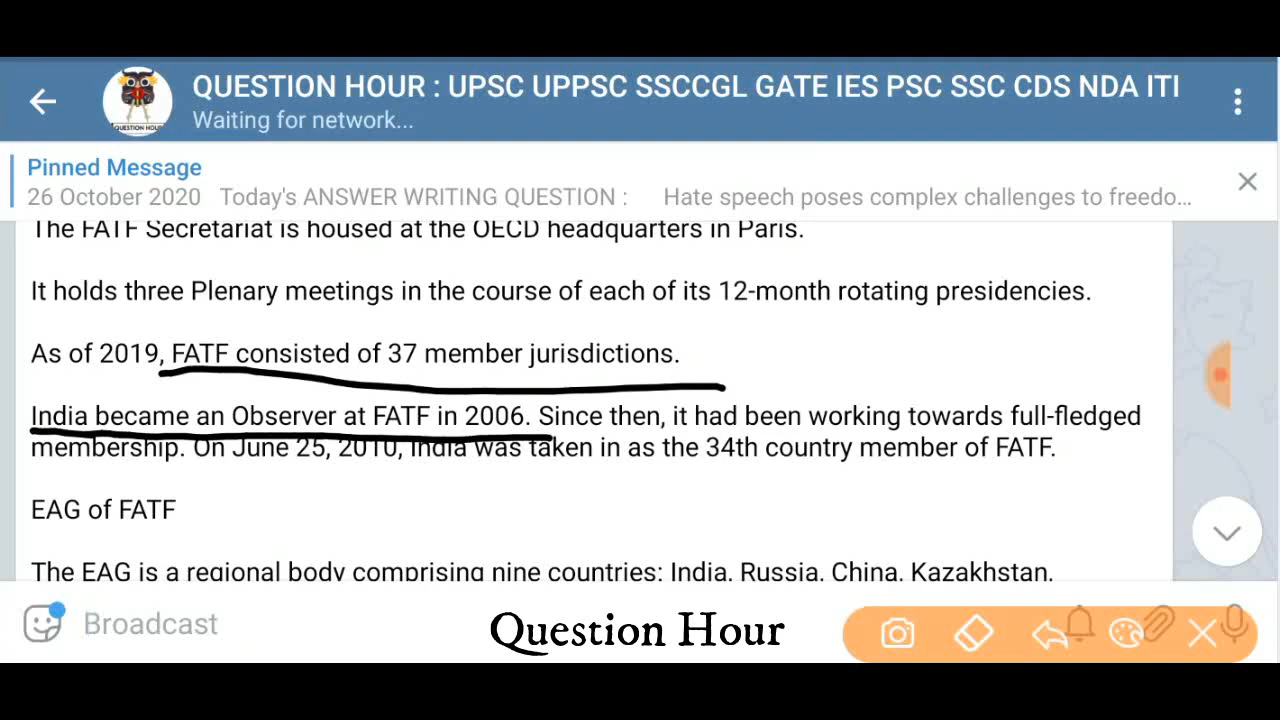 QUESTION HOUR : UPSC UPPSC SSCCGL GATE IES PSC SSC CDS NDA ITI
Waiting for network...
QUESTION HOUR
Pinned Message
26 October 2020 Today's ANSWER WRITING QUESTION : Hate speech poses complex challenges to freedo...
The FATF Secretariat is housed at the OECD headquarters in Paris.
It holds three Plenary meetings in the course of each of its 12-month rotating presidencies.
As of 2019, FATF consisted of 37 member jurisdictions.
India became an Observer at FATF in 2006. Since then, it had been working towards full-fledged
membership. On June 25, 2010, India was taken in as the 34th country member of FATF.
EAG of FATF
The EAG is a regional body comprising nine countries: India, Russia, China, Kazakhstan,
Broadcast
Question Hour